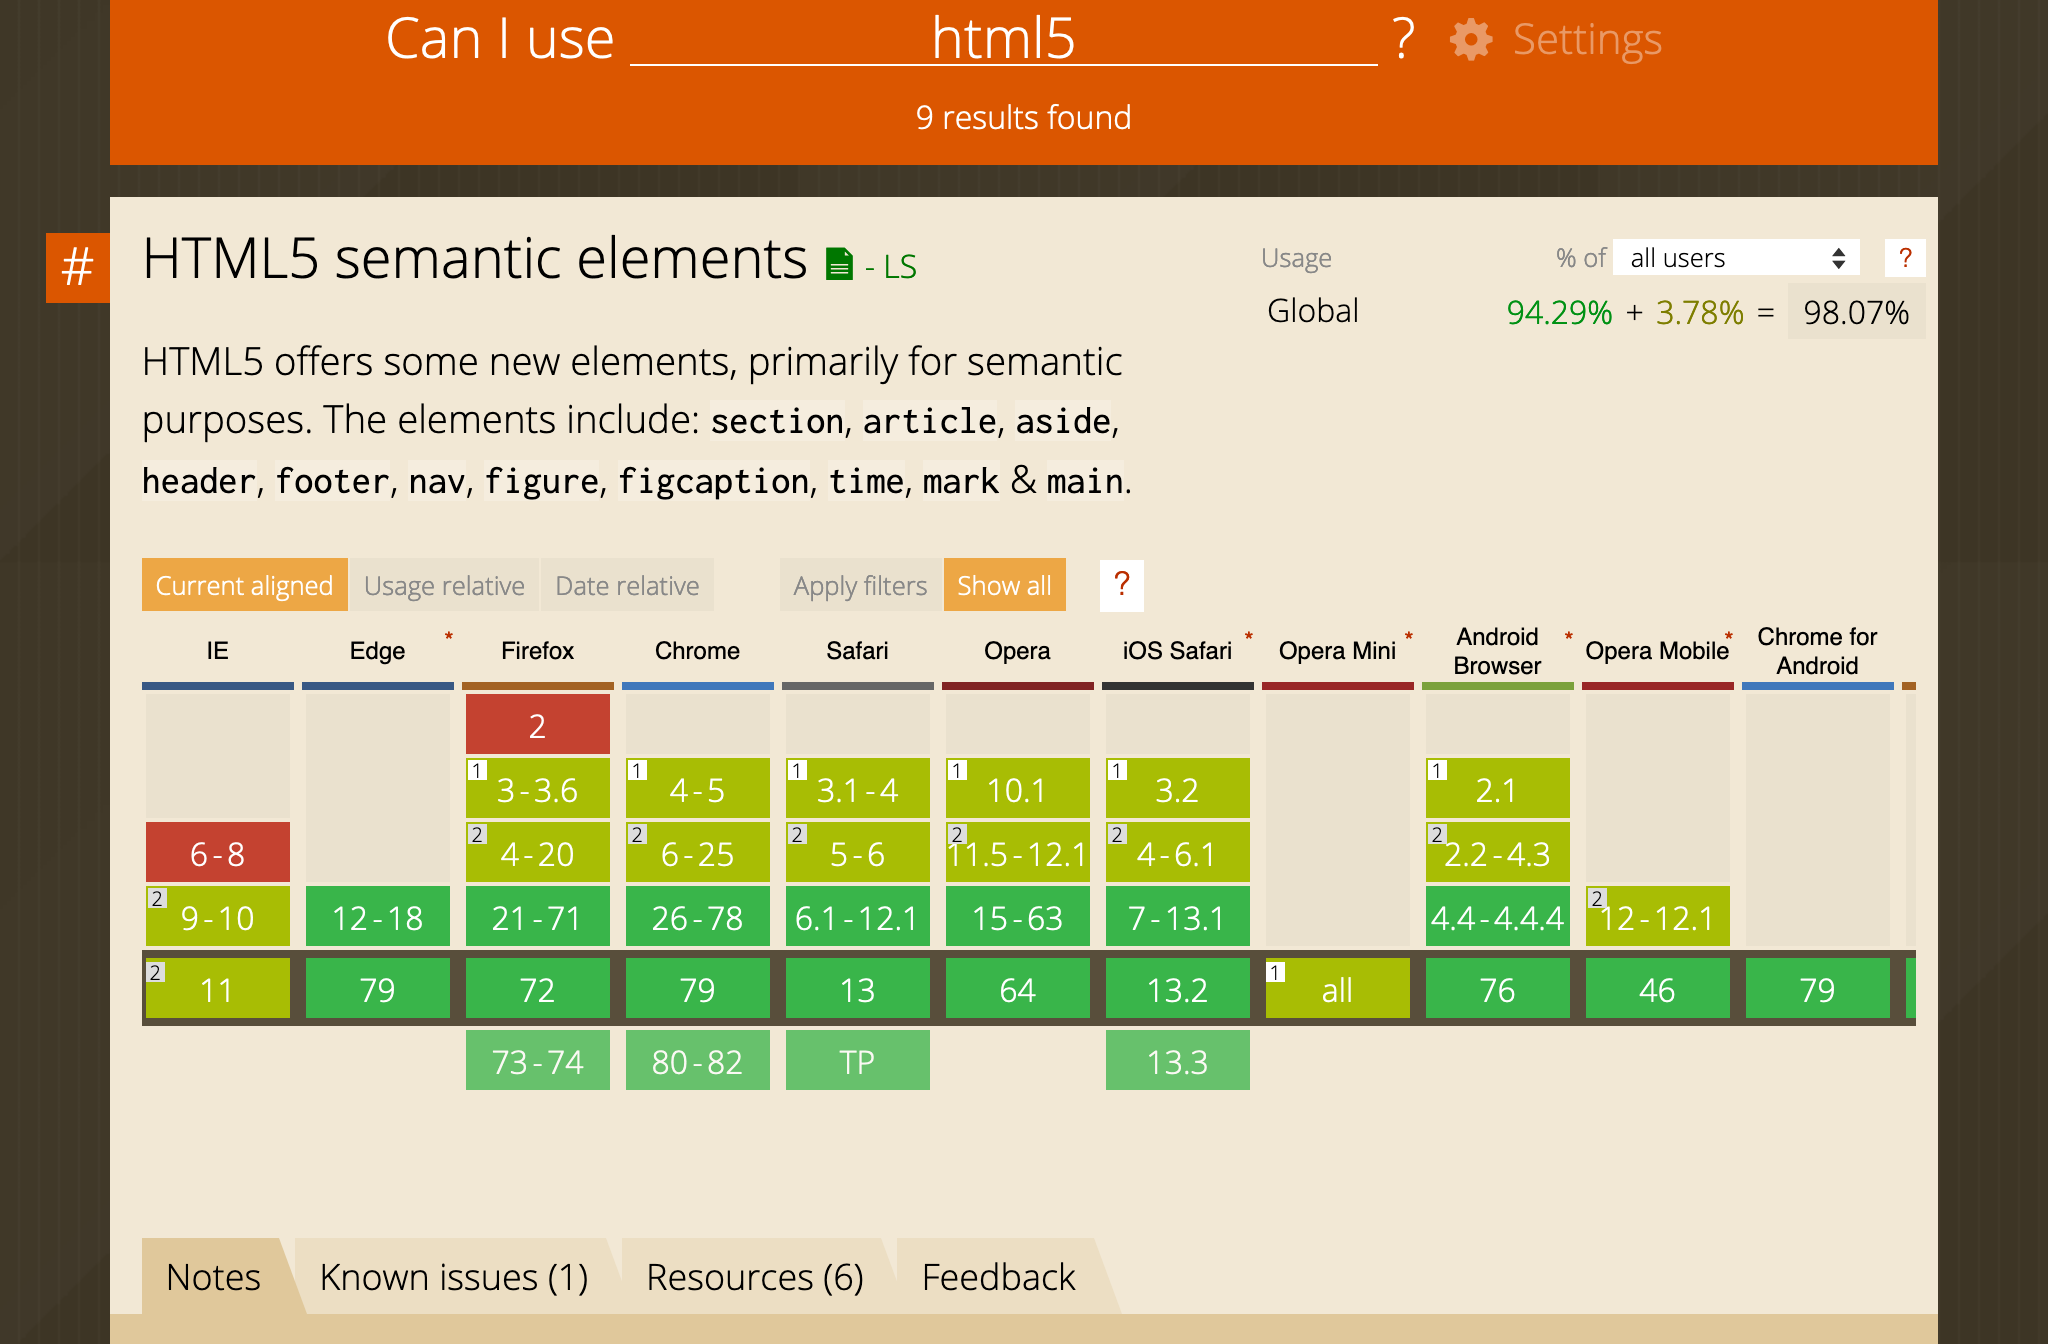 Can I use html5 ? Settings
9 results found
# HTML5 semantic elements - LS
Usage % of all users ?
Global 94.29% + 3.78% = 98.07%
HTML5 offers some new elements, primarily for semantic
purposes. The elements include: section, article, aside,
header, footer, nav, figure, figcaption, time, mark & main.
Current aligned Usage relative Date relative Apply filters Show all ?
IE Edge * Firefox Chrome Safari Opera iOS Safari * Opera Mini * Android Browser * Opera Mobile * Chrome for Android
2
1 3-3.6 1 4-5 1 3.1-4 1 10.1 1 3.2 1 2.1
6-8 2 4-20 2 6-25 2 5-6 2 11.5-12.1 2 4-6.1 2 2.2-4.3
2 9-10 12-18 21-71 26-78 6.1-12.1 15-63 7-13.1 4.4-4.4.4 2 12-12.1
2 11 79 72 79 13 64 13.2 1 all 76 46 79
73-74 80-82 TP 13.3
Notes Known issues (1) Resources (6) Feedback